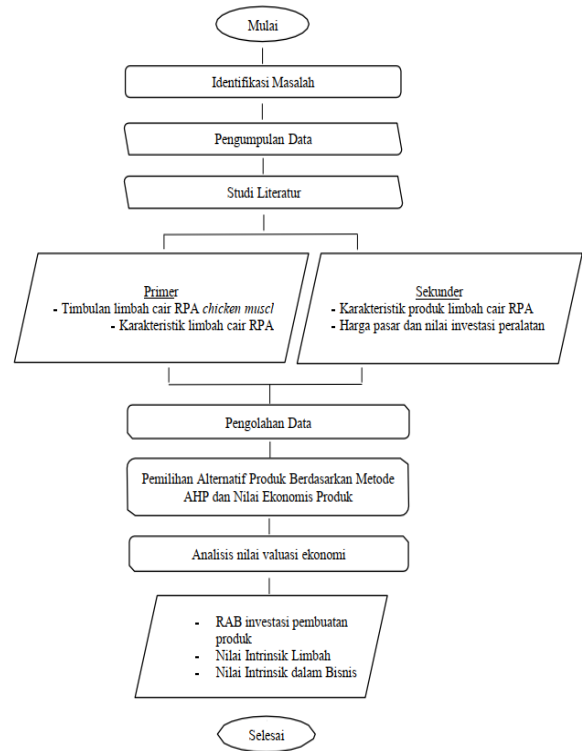 Mulai
Identifikasi Masalah
Pengumpulan Data
Studi Literatur
Primer
- Timbulan limbah cair RPA chicken muscl
- Karakteristik limbah cair RPA
Sekunder
- Karakteristik produk limbah cair RPA
- Harga pasar dan nilai investasi peralatan
Pengolahan Data
Pemilihan Alternatif Produk Berdasarkan Metode
AHP dan Nilai Ekonomis Produk
Analisis nilai valuasi ekonomi
- RAB investasi pembuatan
produk
- Nilai Intrinsik Limbah
- Nilai Intrinsik dalam Bisnis
Selesai